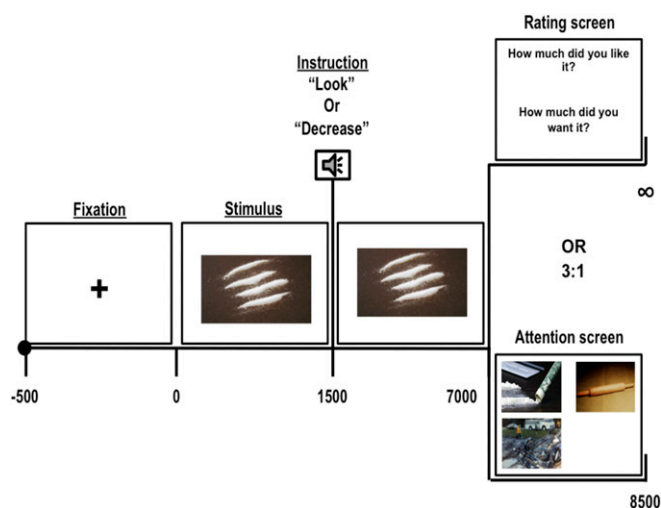 Rating screen
How much did you like
it?
How much did you
want it?
Instruction
“Look”
Or
“Decrease”
Fixation
Stimulus
+
∞
OR
3:1
Attention screen
-500
0
1500
7000
8500